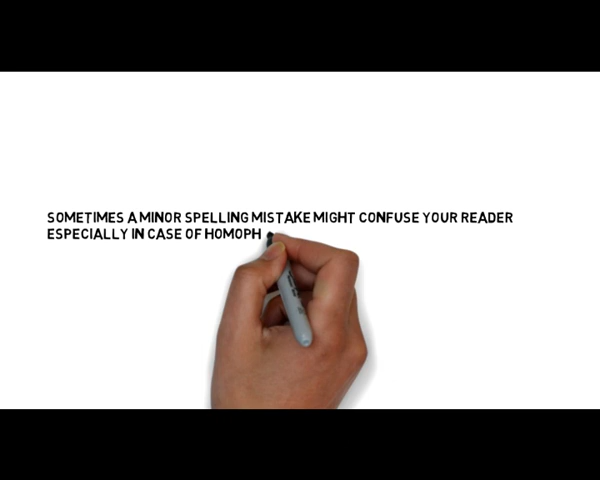 SOMETIMES A MINOR SPELLING MISTAKE MIGHT CONFUSE YOUR READER
ESPECIALLY IN CASE OF HOMOPH